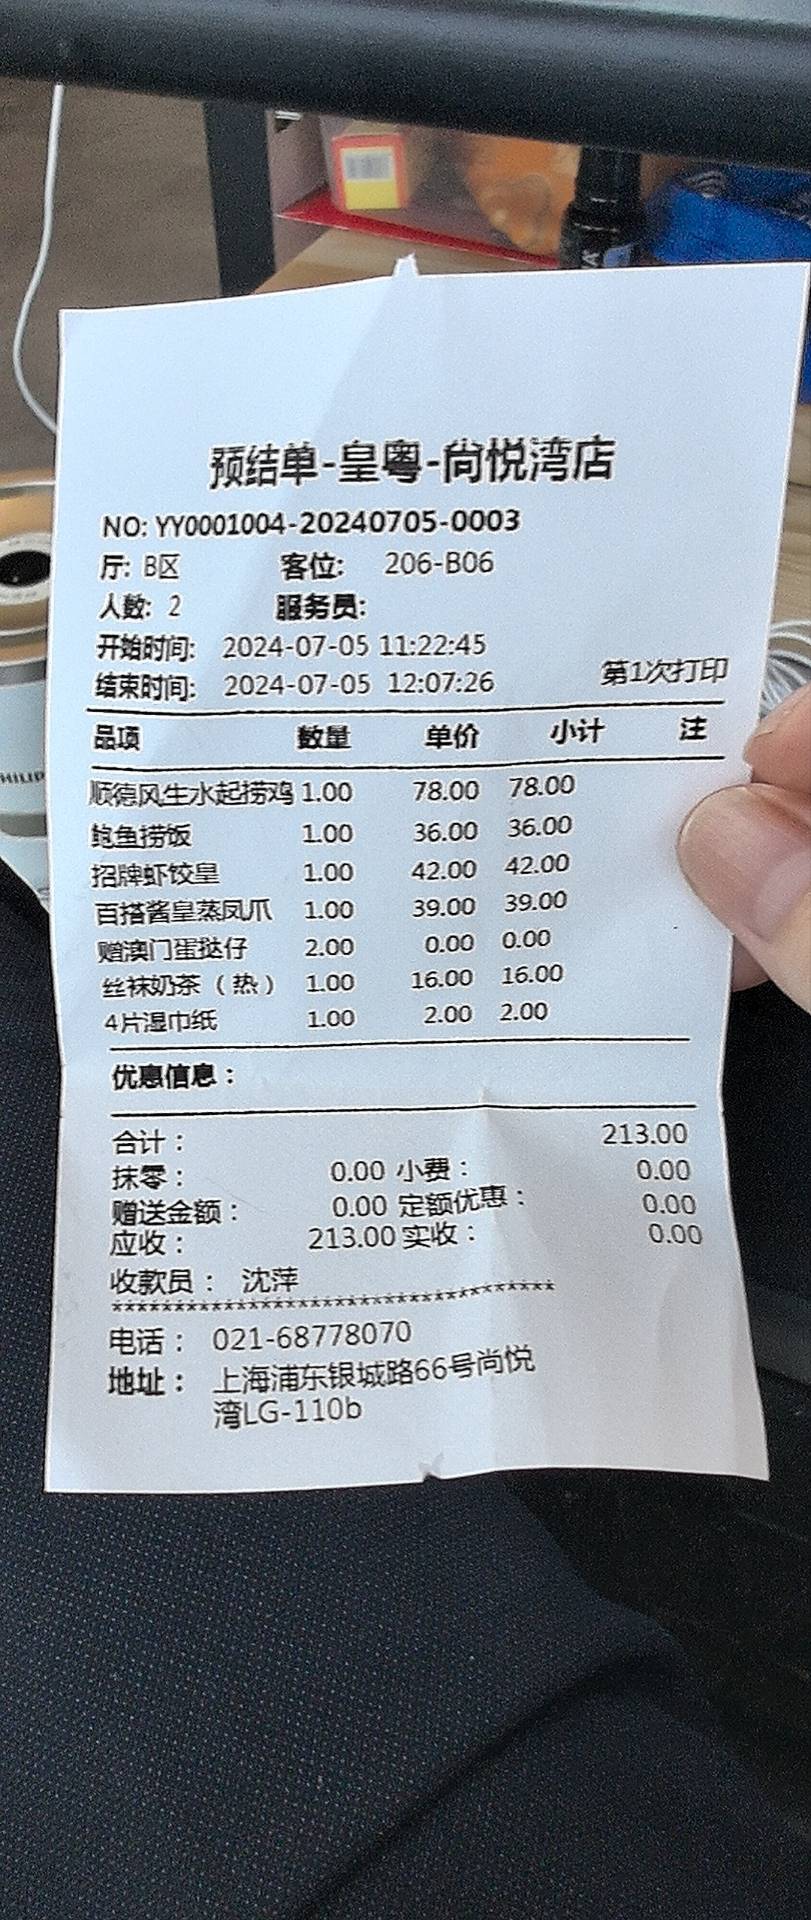 预结单-皇粤-尚悦湾店
NO: YY0001004-20240705-0003
厅: B区 客位: 206-B06
人数: 2 服务员:
开始时间: 2024-07-05 11:22:45
结束时间: 2024-07-05 12:07:26 第1次打印
品项 数量 单价 小计 注
顺德风生水起捞鸡 1.00 78.00 78.00
鲍鱼捞饭 1.00 36.00 36.00
招牌虾饺皇 1.00 42.00 42.00
百搭酱皇蒸凤爪 1.00 39.00 39.00
赠澳门蛋挞仔 2.00 0.00 0.00
丝袜奶茶（热） 1.00 16.00 16.00
4片湿巾纸 1.00 2.00 2.00
优惠信息：
合计： 213.00
抹零： 0.00 小费： 0.00
赠送金额： 0.00 定额优惠： 0.00
应收： 213.00 实收： 0.00
收款员： 沈萍
************************************
电话： 021-68778070
地址： 上海浦东银城路66号尚悦
湾LG-110b
PHILIP